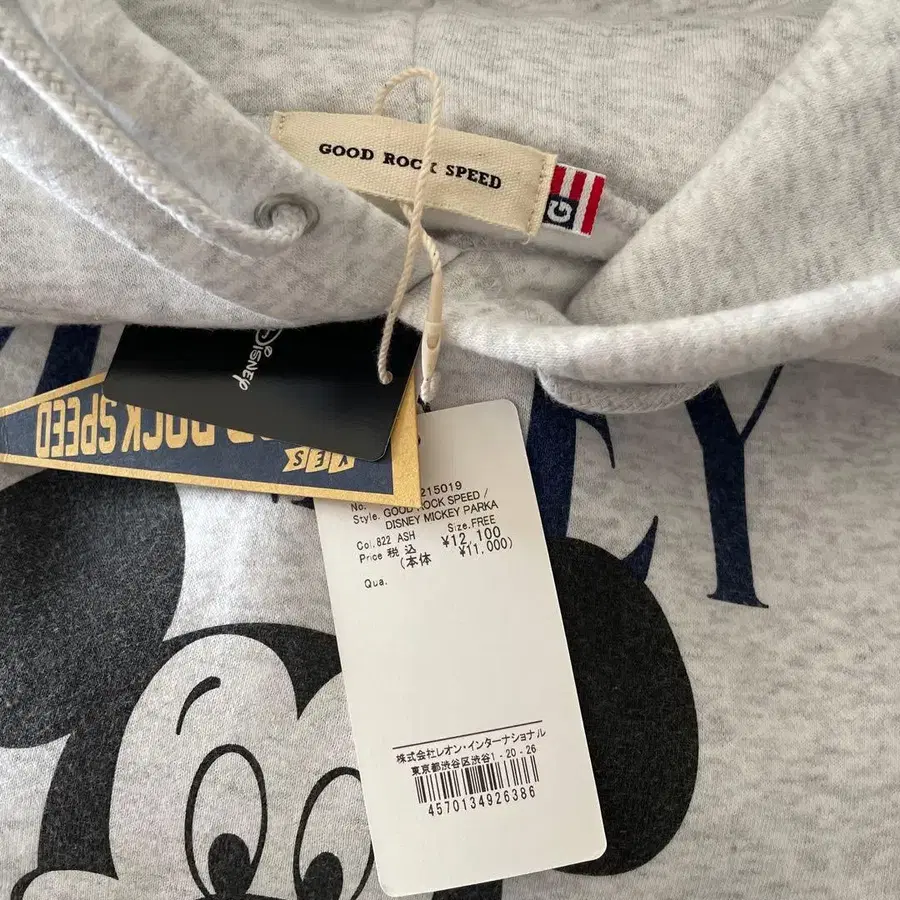 GOOD ROCK SPEED
G
Disney
ROCK SPEED
YES
EY
No. 215019
Style. GOOD ROCK SPEED /
DISNEY MICKEY PARKA
Col. 822 ASH Size. FREE
Price 税込 ¥12,100
(本体 ¥11,000)
Qua.
株式会社レオン・インターナショナル
東京都渋谷区渋谷1-20-26
4570134926386